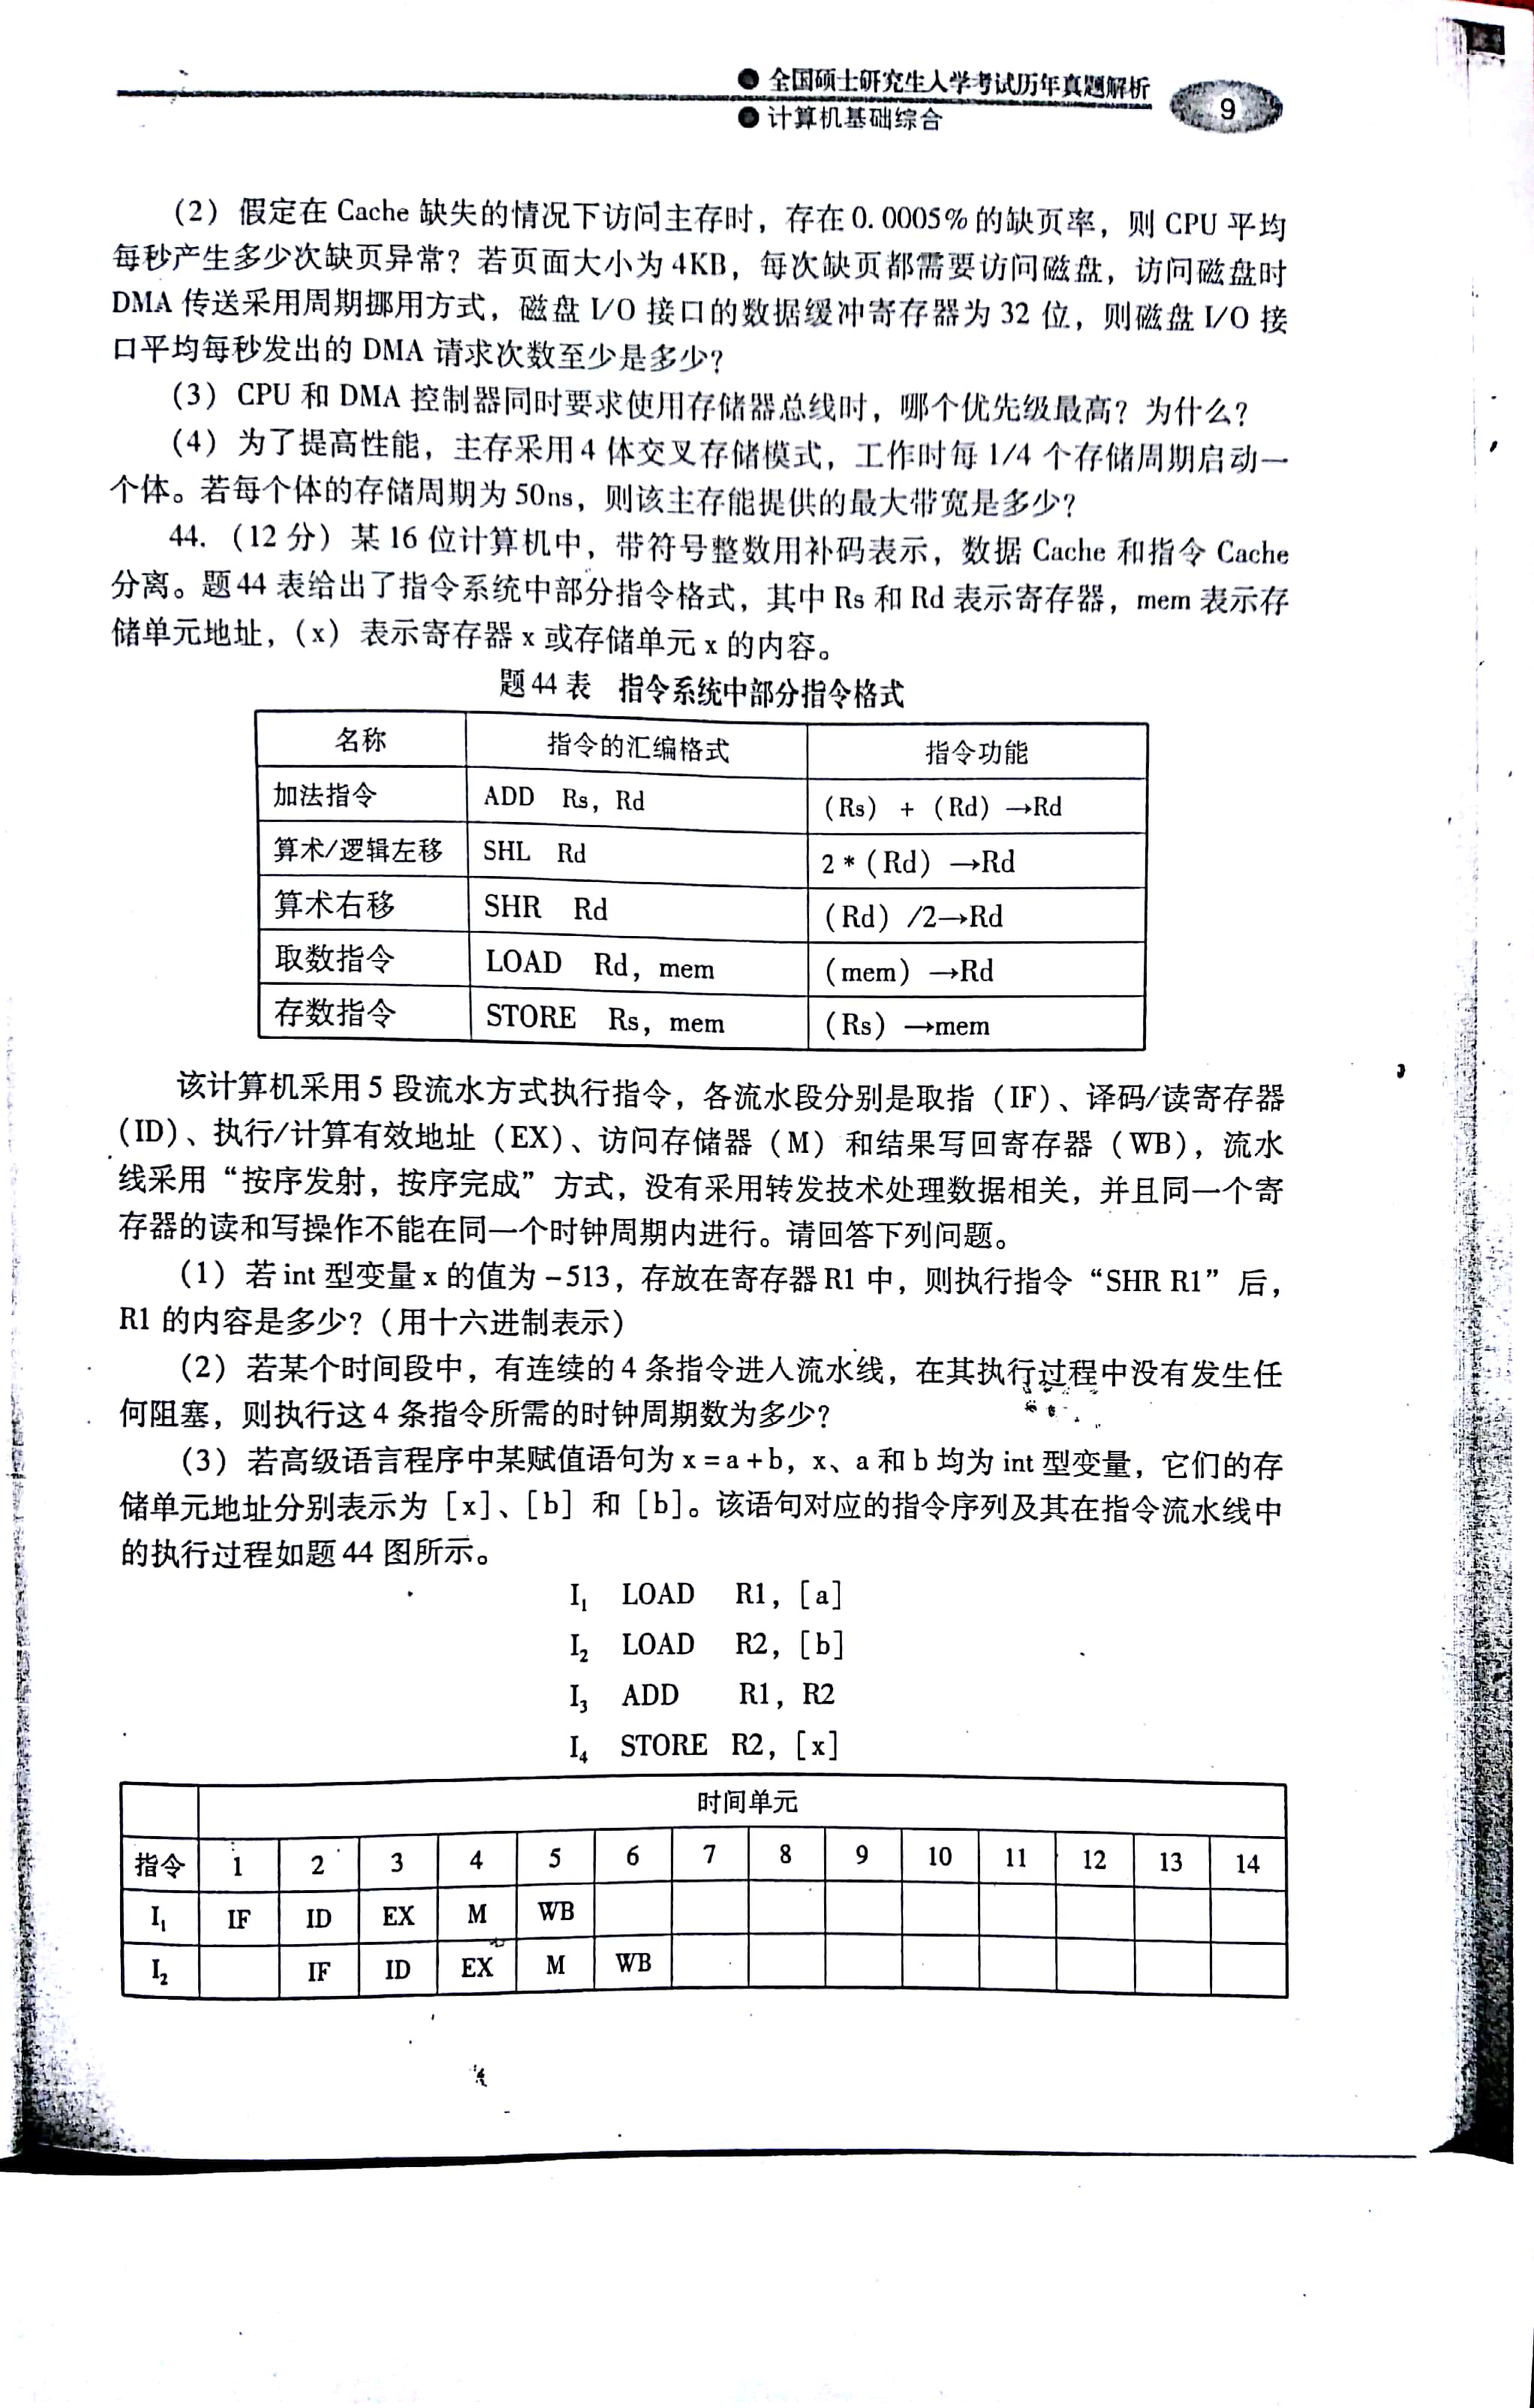 全国硕士研究生入学考试历年真题解析
计算机基础综合
9
(2) 假定在 Cache 缺失的情况下访问主存时，存在 0.0005% 的缺页率，则 CPU 平均
每秒产生多少次缺页异常？若页面大小为 4KB，每次缺页都需要访问磁盘，访问磁盘时
DMA 传送采用周期挪用方式，磁盘 I/O 接口的数据缓冲寄存器为 32 位，则磁盘 I/O 接
口平均每秒发出的 DMA 请求次数至少是多少？
(3) CPU 和 DMA 控制器同时要求使用存储器总线时，哪个优先级最高？为什么？
(4) 为了提高性能，主存采用 4 体交叉存储模式，工作时每 1/4 个存储周期启动一
个体。若每个体的存储周期为 50ns，则该主存能提供的最大带宽是多少？
44. (12 分) 某 16 位计算机中，带符号整数用补码表示，数据 Cache 和指令 Cache
分离。题 44 表给出了指令系统中部分指令格式，其中 Rs 和 Rd 表示寄存器，mem 表示存
储单元地址，(x) 表示寄存器 x 或存储单元 x 的内容。
题 44 表 指令系统中部分指令格式
名称 指令的汇编格式 指令功能
加法指令 ADD Rs，Rd (Rs) + (Rd) →Rd
算术/逻辑左移 SHL Rd 2 * (Rd) →Rd
算术右移 SHR Rd (Rd) /2→Rd
取数指令 LOAD Rd，mem (mem) →Rd
存数指令 STORE Rs，mem (Rs) →mem
该计算机采用 5 段流水方式执行指令，各流水段分别是取指 (IF)、译码/读寄存器
(ID)、执行/计算有效地址 (EX)、访问存储器 (M) 和结果写回寄存器 (WB)，流水
线采用“按序发射，按序完成”方式，没有采用转发技术处理数据相关，并且同一个寄
存器的读和写操作不能在同一个时钟周期内进行。请回答下列问题。
(1) 若 int 型变量 x 的值为 -513，存放在寄存器 R1 中，则执行指令“SHR R1”后，
R1 的内容是多少？(用十六进制表示)
(2) 若某个时间段中，有连续的 4 条指令进入流水线，在其执行过程中没有发生任
何阻塞，则执行这 4 条指令所需的时钟周期数为多少？
(3) 若高级语言程序中某赋值语句为 x = a + b，x、a 和 b 均为 int 型变量，它们的存
储单元地址分别表示为 [x]、[b] 和 [b]。该语句对应的指令序列及其在指令流水线中
的执行过程如题 44 图所示。
I₁ LOAD R1，[a]
I₂ LOAD R2，[b]
I₃ ADD R1，R2
I₄ STORE R2，[x]
时间单元
指令 1 2 3 4 5 6 7 8 9 10 11 12 13 14
I₁ IF ID EX M WB
I₂ IF ID EX M WB